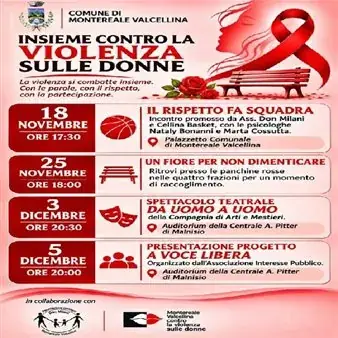 COMUNE DI
MONTEREALE VALCELLINA
INSIEME CONTRO LA
VIOLENZA
SULLE DONNE
La violenza si combatte insieme.
Con le parole, con il rispetto,
con la partecipazione.
18
NOVEMBRE
ORE 17:30
IL RISPETTO FA SQUADRA
Incontro promosso da Ass. Don Milani
e Cellina Basket, con le psicologhe
Nataly Bonanni e Marta Cossutta.
Palazzetto Comunale
di Montereale Valcellina
25
NOVEMBRE
ORE 18:00
UN FIORE PER NON DIMENTICARE
Ritrovi presso le panchine rosse
nelle quattro frazioni per un momento
di raccoglimento.
3
DICEMBRE
ORE 20:30
SPETTACOLO TEATRALE
DA UOMO A UOMO
della Compagnia di Arti e Mestieri.
Auditorium della Centrale A. Pitter
di Malnisio
5
DICEMBRE
ORE 20:00
PRESENTAZIONE PROGETTO
A VOCE LIBERA
Organizzato dall'Associazione Interesse Pubblico.
Auditorium della Centrale A. Pitter
di Malnisio
In collaborazione con
Montereale
Valcellina
contro
la violenza
sulle donne